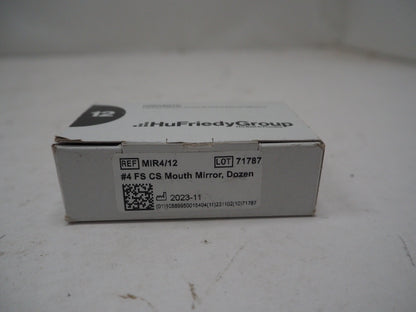 12
HuFriedyGroup
REF MIR4/12 LOT 71787
#4 FS CS Mouth Mirror, Dozen
2023-11